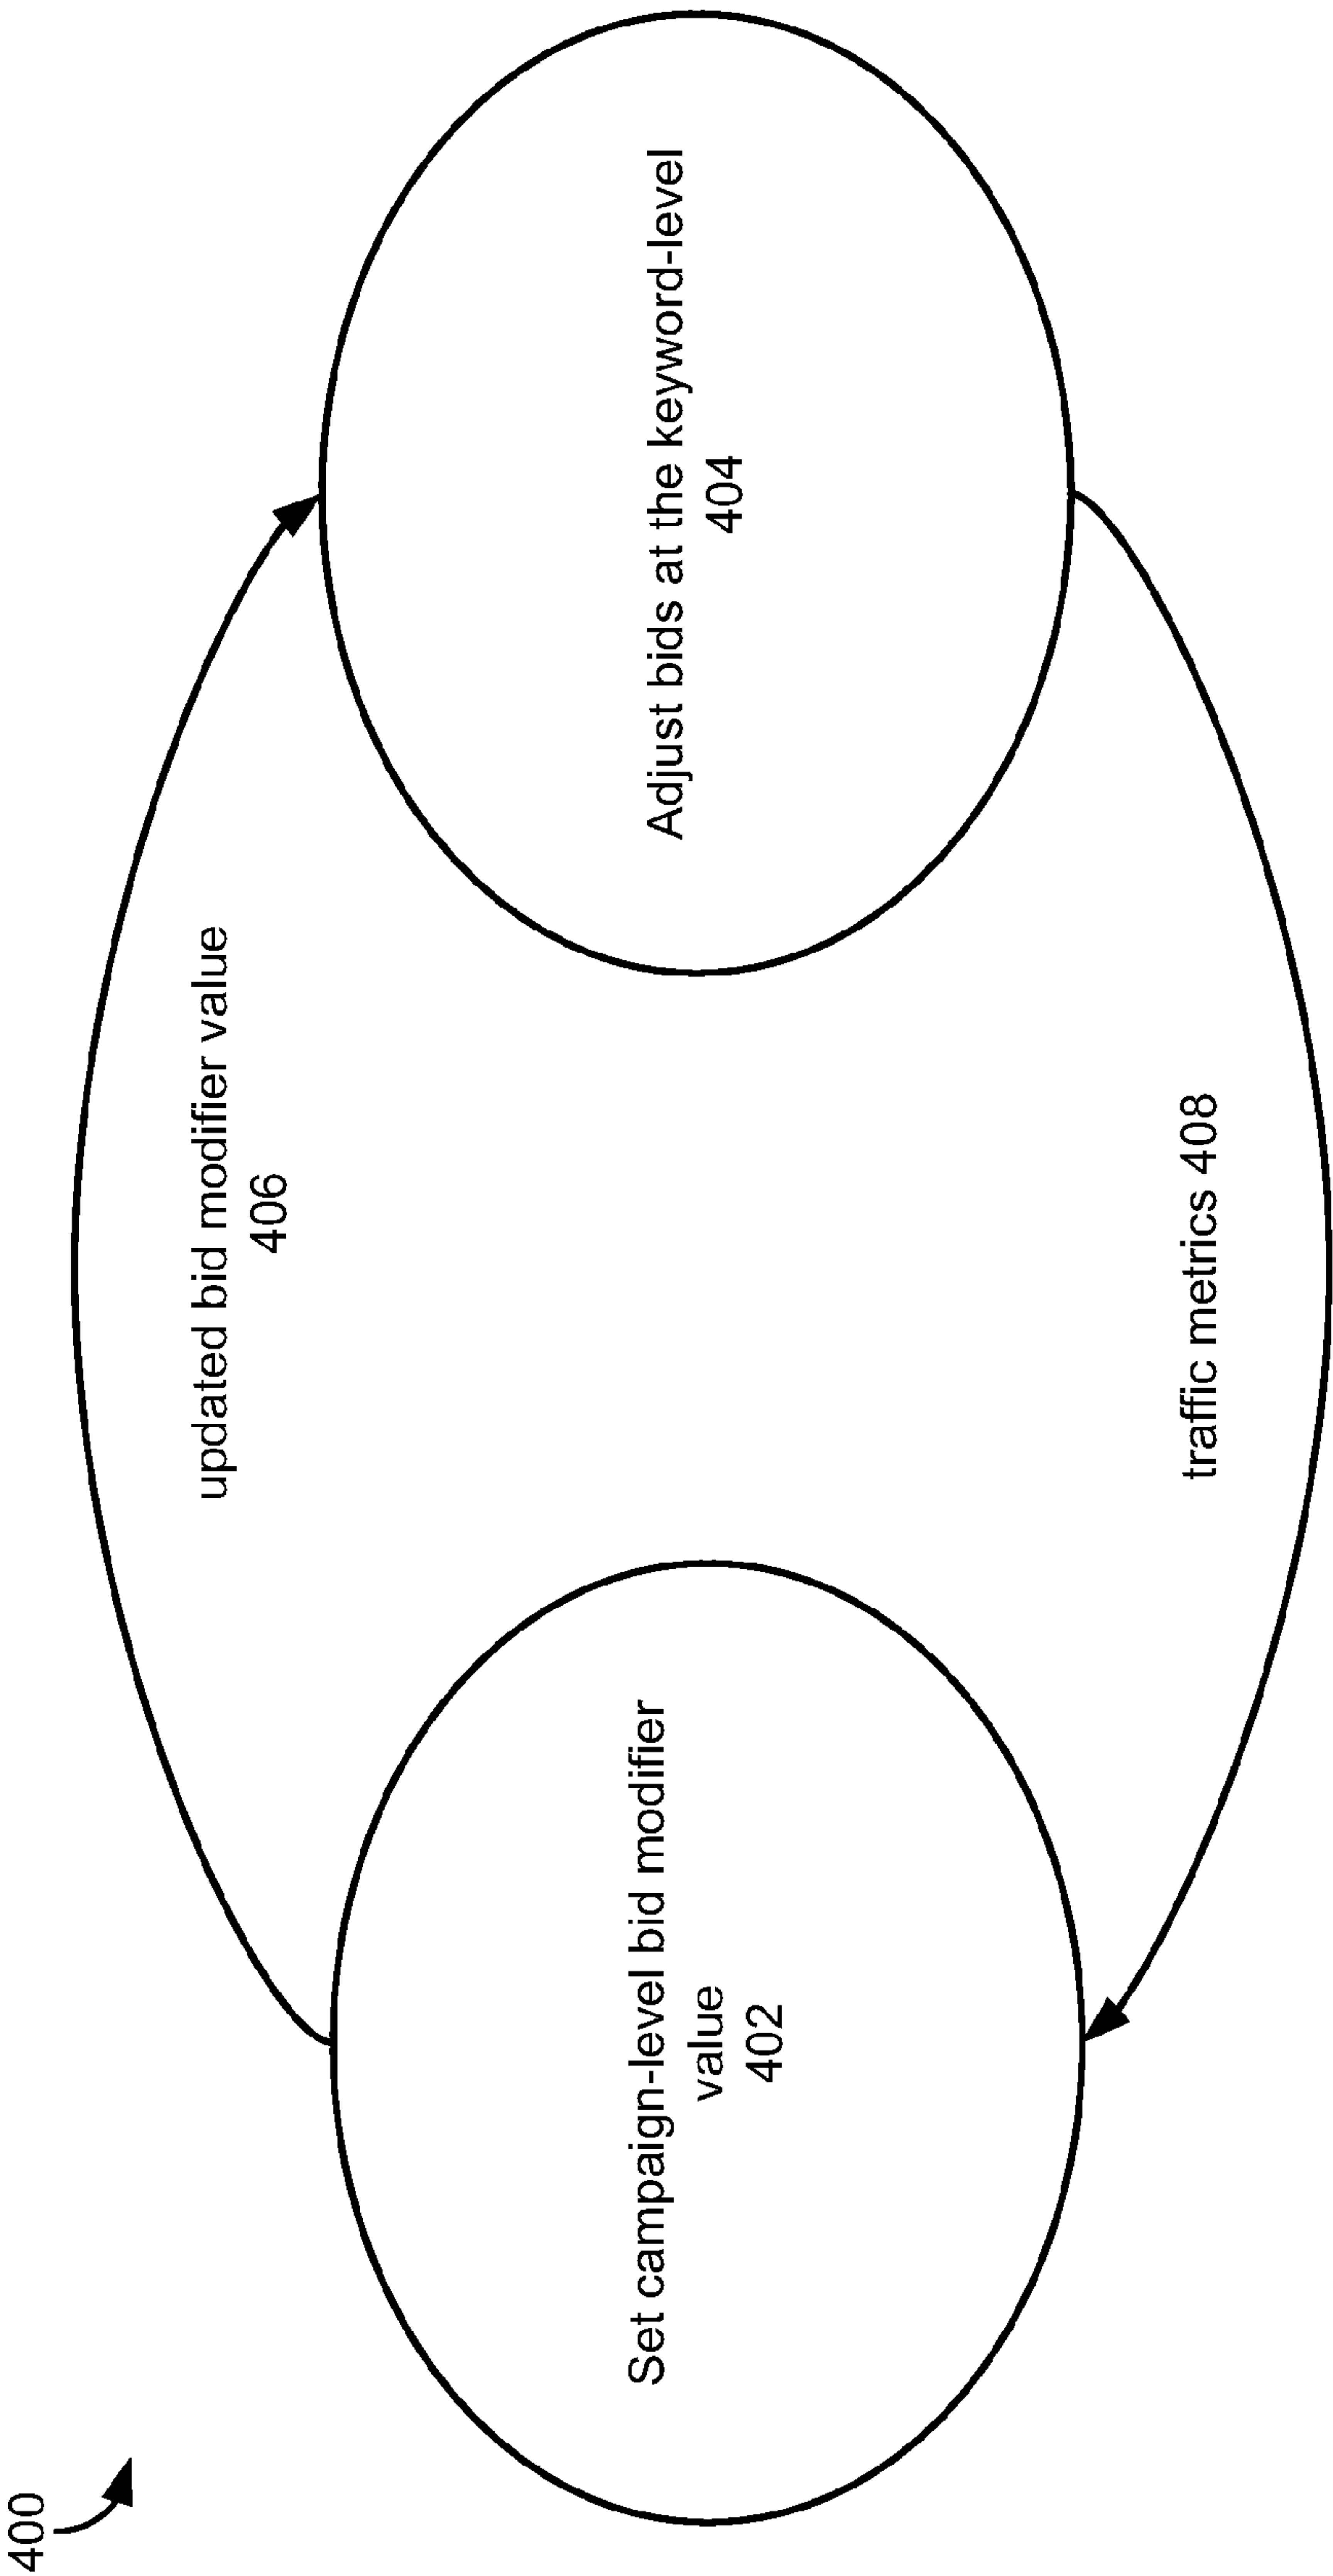 400
updated bid modifier value
406
Set campaign-level bid modifier
value
402
Adjust bids at the keyword-level
404
traffic metrics 408